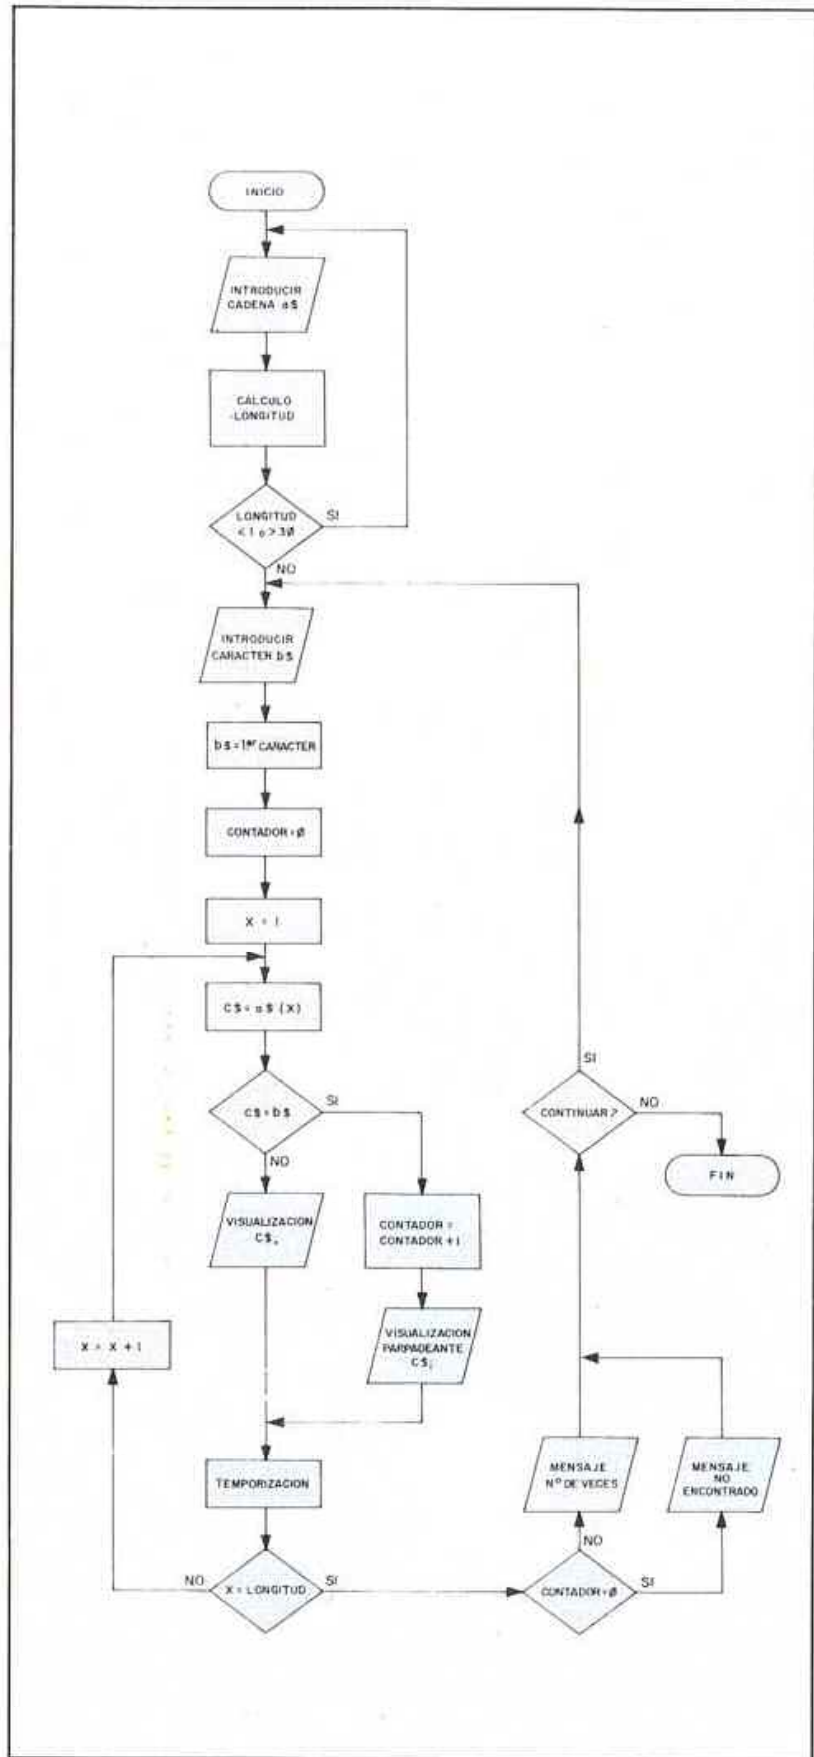 INICIO
INTRODUCIR
CADENA a$
CALCULO
LONGITUD
LONGITUD
<1 o >3Ø
SI
NO
INTRODUCIR
CARACTER b$
b$=1er CARACTER
CONTADOR=Ø
X = 1
C$=a$(X)
C$=b$
SI
NO
VISUALIZACION
C$;
CONTADOR =
CONTADOR +1
VISUALIZACION
PARPADEANTE
C$;
X = X + 1
TEMPORIZACION
X = LONGITUD
NO
SI
CONTADOR=Ø
NO
SI
MENSAJE
Nº DE VECES
MENSAJE
NO
ENCONTRADO
CONTINUAR?
SI
NO
FIN